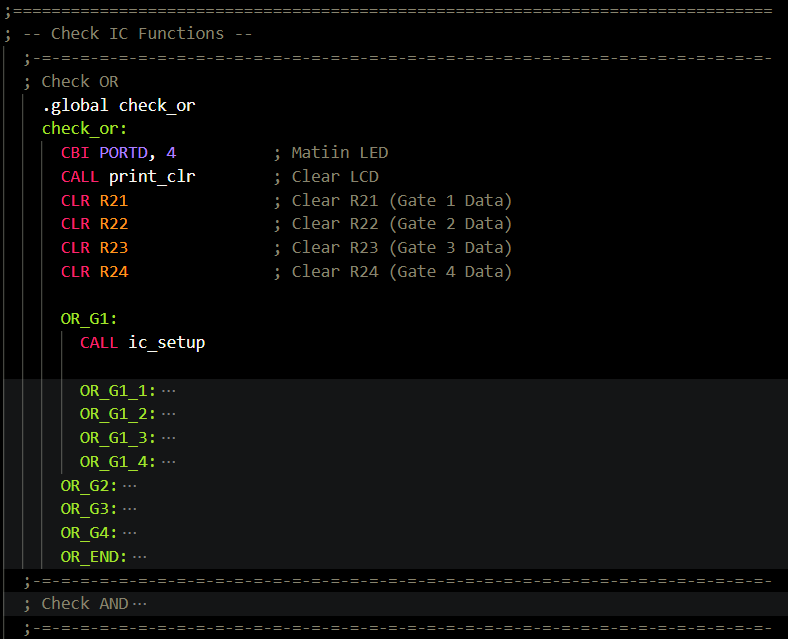 ;===============================================================================
; -- Check IC Functions --
;-=-=-=-=-=-=-=-=-=-=-=-=-=-=-=-=-=-=-=-=-=-=-=-=-=-=-=-=-=-=-=-=-=-=-=-=-=-=-
; Check OR
.global check_or
check_or:
CBI PORTD, 4 ; Matiin LED
CALL print_clr ; Clear LCD
CLR R21 ; Clear R21 (Gate 1 Data)
CLR R22 ; Clear R22 (Gate 2 Data)
CLR R23 ; Clear R23 (Gate 3 Data)
CLR R24 ; Clear R24 (Gate 4 Data)
OR_G1:
CALL ic_setup
OR_G1_1:···
OR_G1_2:···
OR_G1_3:···
OR_G1_4:···
OR_G2:···
OR_G3:···
OR_G4:···
OR_END:···
;-=-=-=-=-=-=-=-=-=-=-=-=-=-=-=-=-=-=-=-=-=-=-=-=-=-=-=-=-=-=-=-=-=-=-=-=-=-=-
; Check AND···
;-=-=-=-=-=-=-=-=-=-=-=-=-=-=-=-=-=-=-=-=-=-=-=-=-=-=-=-=-=-=-=-=-=-=-=-=-=-=-